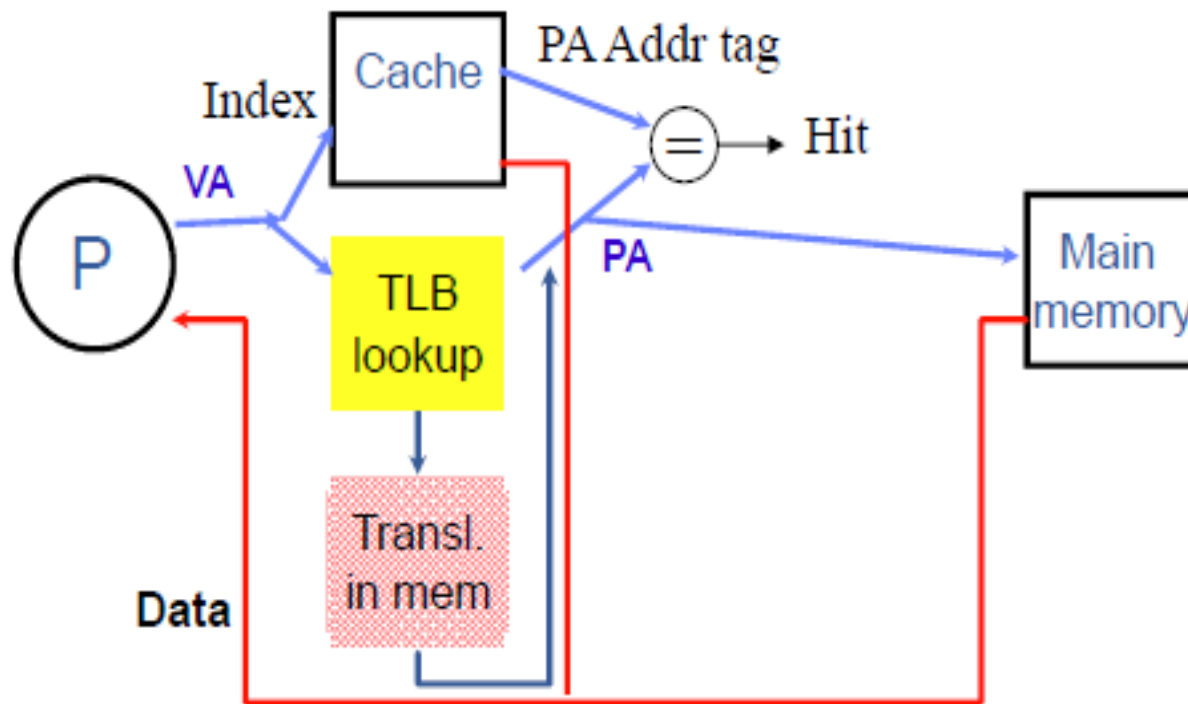 Cache
PA Addr tag
Index
=
Hit
VA
P
TLB
lookup
PA
Main
memory
Transl.
in mem
Data